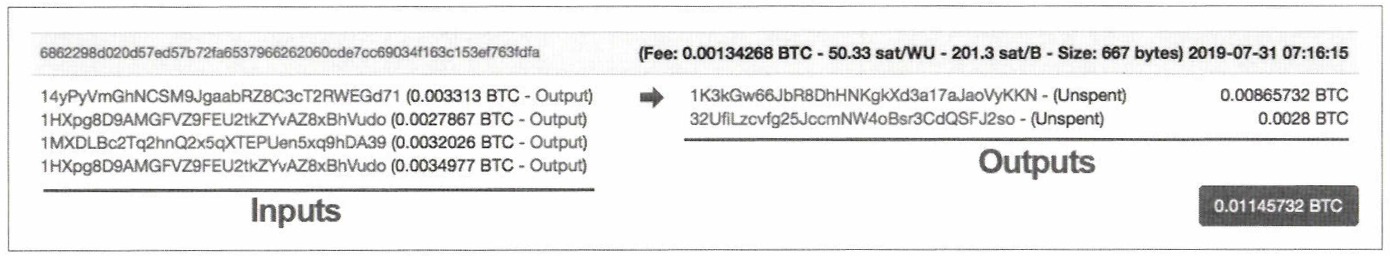 6862298d020d57ed57b72fa6537966262060cde7cc69034f163c153ef763fdfa (Fee: 0.00134268 BTC - 50.33 sat/WU - 201.3 sat/B - Size: 667 bytes) 2019-07-31 07:16:15
14yPyVmGhNCSM9JgaabRZ8C3cT2RWEGd71 (0.003313 BTC - Output)
1HXpg8D9AMGFVZ9FEU2tkZYvAZ8xBhVudo (0.0027867 BTC - Output)
1MXDLBc2Tq2hnQ2x5qXTEPUen5xq9hDA39 (0.0032026 BTC - Output)
1HXpg8D9AMGFVZ9FEU2tkZYvAZ8xBhVudo (0.0034977 BTC - Output)
Inputs
1K3kGw66JbR8DhHNKgkXd3a17aJaoVyKKN - (Unspent) 0.00865732 BTC
32UfiLzcvfg25JccmNW4oBsr3CdQSFJ2so - (Unspent) 0.0028 BTC
Outputs
0.01145732 BTC